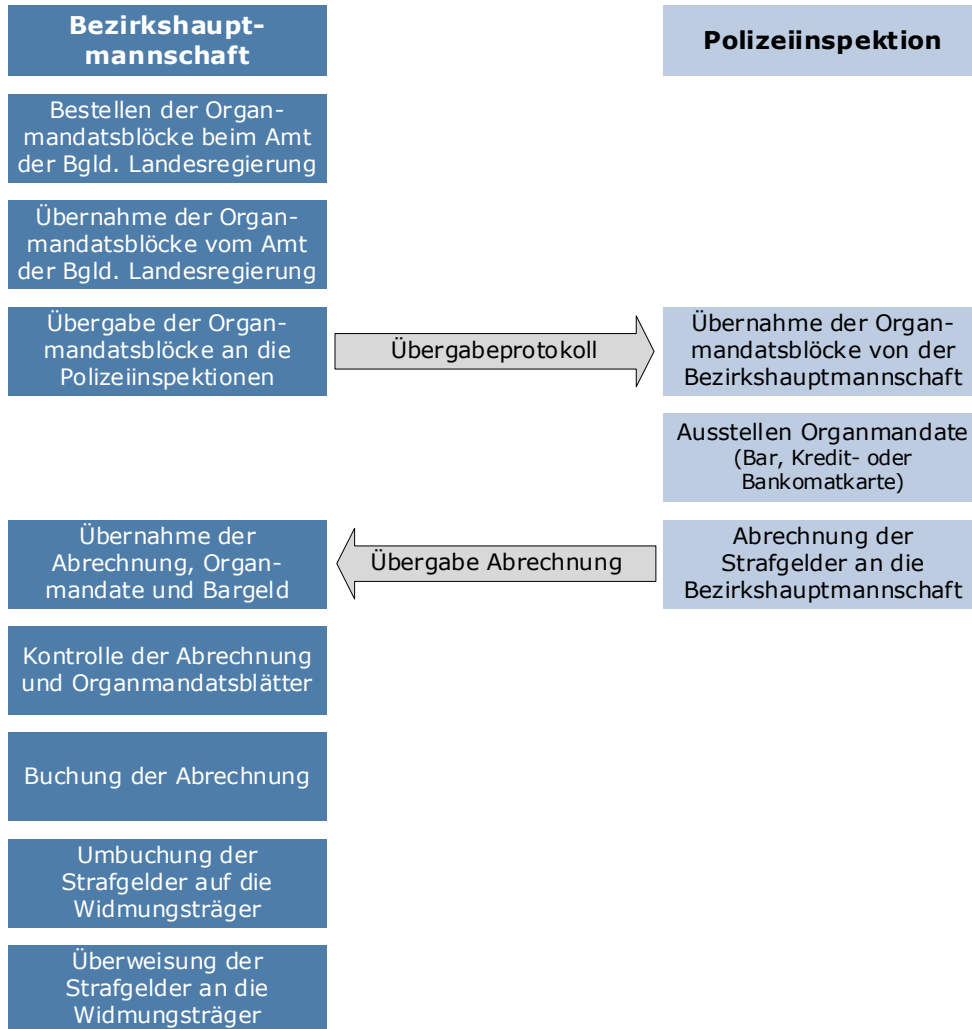 Bezirkshaupt-
mannschaft
Polizeiinspektion
Bestellen der Organ-
mandatsblöcke beim Amt
der Bgld. Landesregierung
Übernahme der Organ-
mandatsblöcke vom Amt
der Bgld. Landesregierung
Übergabe der Organ-
mandatsblöcke an die
Polizeiinspektionen
Übergabeprotokoll
Übernahme der Organ-
mandatsblöcke von der
Bezirkshauptmannschaft
Ausstellen Organmandate
(Bar, Kredit- oder
Bankomatkarte)
Übernahme der
Abrechnung, Organ-
mandate und Bargeld
Übergabe Abrechnung
Abrechnung der
Strafgelder an die
Bezirkshauptmannschaft
Kontrolle der Abrechnung
und Organmandatsblätter
Buchung der Abrechnung
Umbuchung der
Strafgelder auf die
Widmungsträger
Überweisung der
Strafgelder an die
Widmungsträger